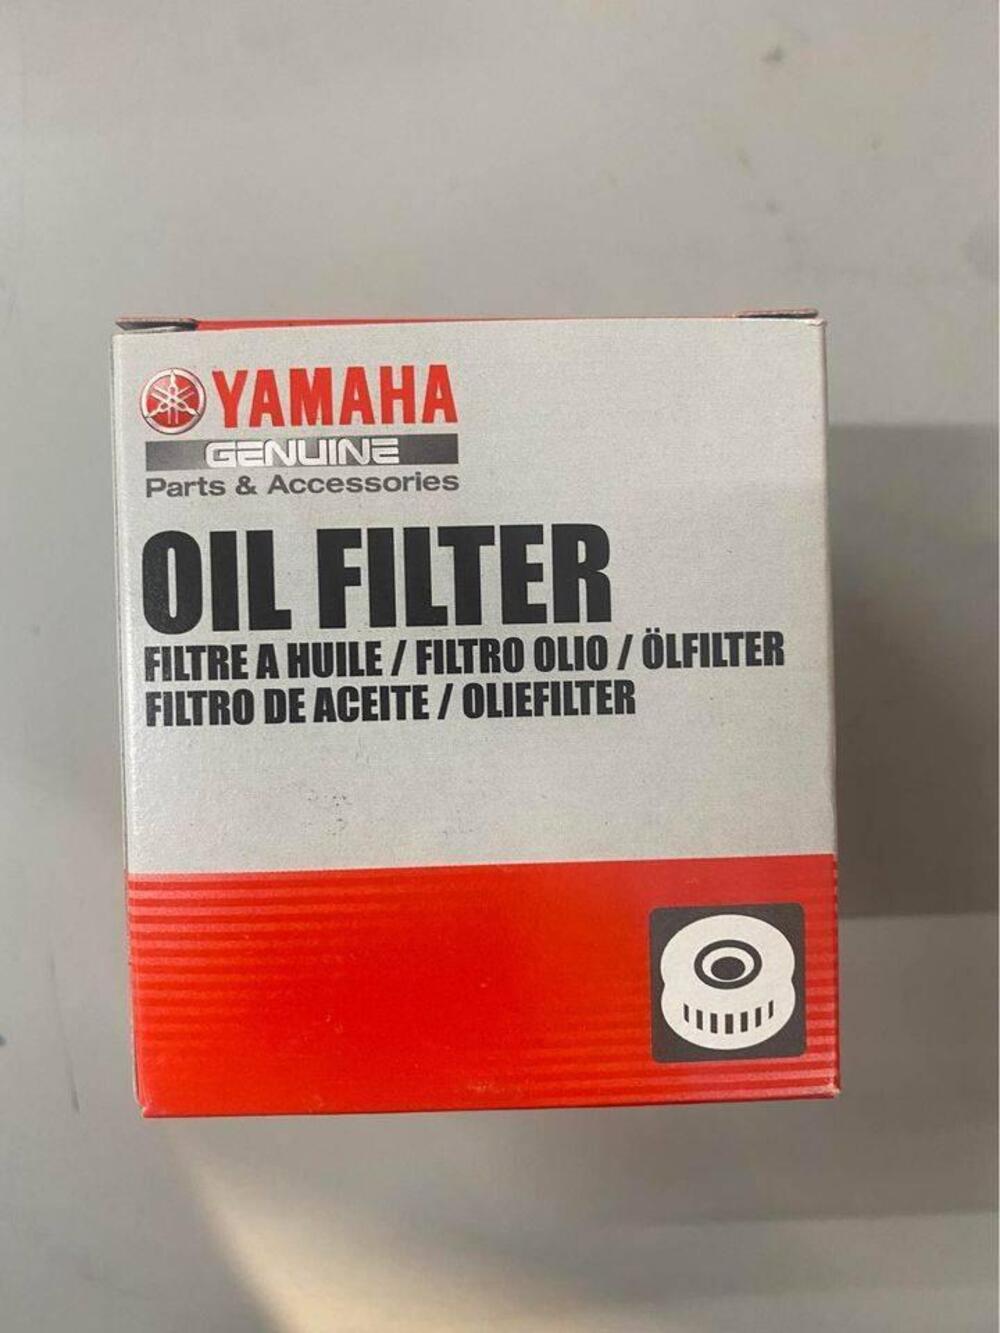 YAMAHA
GENUINE
Parts & Accessories
OIL FILTER
FILTRE A HUILE / FILTRO OLIO / ÖLFILTER
FILTRO DE ACEITE / OLIEFILTER